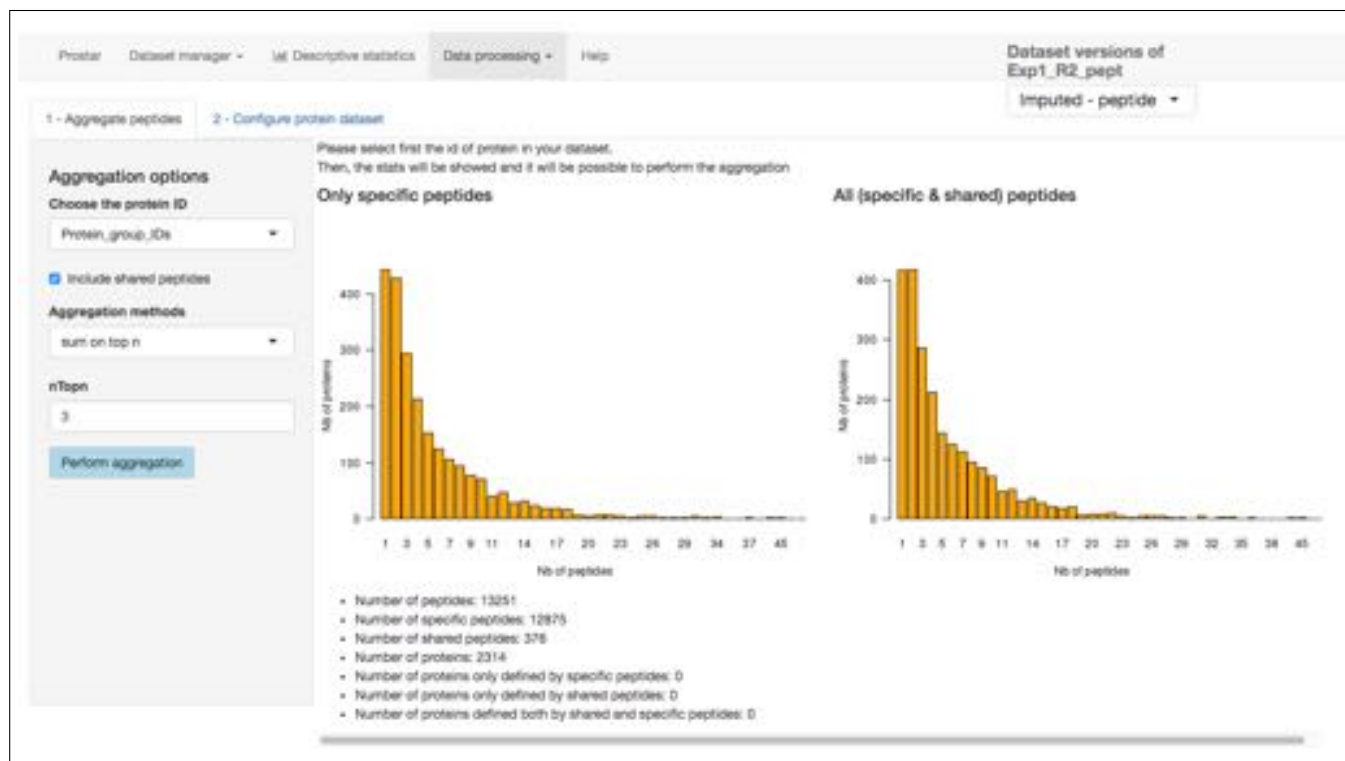 Prostar Dataset manager Descriptive statistics Data processing Help
Dataset versions of
Exp1_R2_pept
Imputed - peptide
1 - Aggregate peptides 2 - Configure protein dataset
Please select first the id of protein in your dataset.
Then, the stats will be showed and it will be possible to perform the aggregation
Aggregation options
Choose the protein ID
Protein_group_IDs
Include shared peptides
Aggregation methods
sum on top n
nTopn
3
Perform aggregation
Only specific peptides
Nb of proteins
400
300
200
100
0
1 3 5 7 9 11 14 17 20 23 26 29 34 37 45
Nb of peptides
All (specific & shared) peptides
Nb of proteins
400
300
200
100
0
1 3 5 7 9 11 14 17 20 23 26 29 32 35 38 45
Nb of peptides
• Number of peptides: 13251
• Number of specific peptides: 12875
• Number of shared peptides: 376
• Number of proteins: 2314
• Number of proteins only defined by specific peptides: 0
• Number of proteins only defined by shared peptides: 0
• Number of proteins defined both by shared and specific peptides: 0